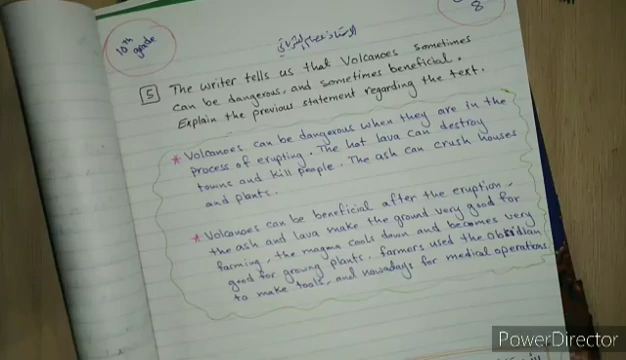 10th
grade
8
5 The writer tells us that Volcanoes sometimes
can be dangerous. and sometimes beneficial.
Explain the previous statement regarding the text.
* Volcanoes can be dangerous when they are in the
process of erupting. The hot lava can destroy
towns and kill people. The ash can crush houses
and plants.
* Volcanoes can be beneficial after the eruption.
the ash and lava make the ground very good for
farming. the magma cools down and becomes very
good for growing plants. farmers used the obsidian
to make tools. and nowadays for medical operations
PowerDirector